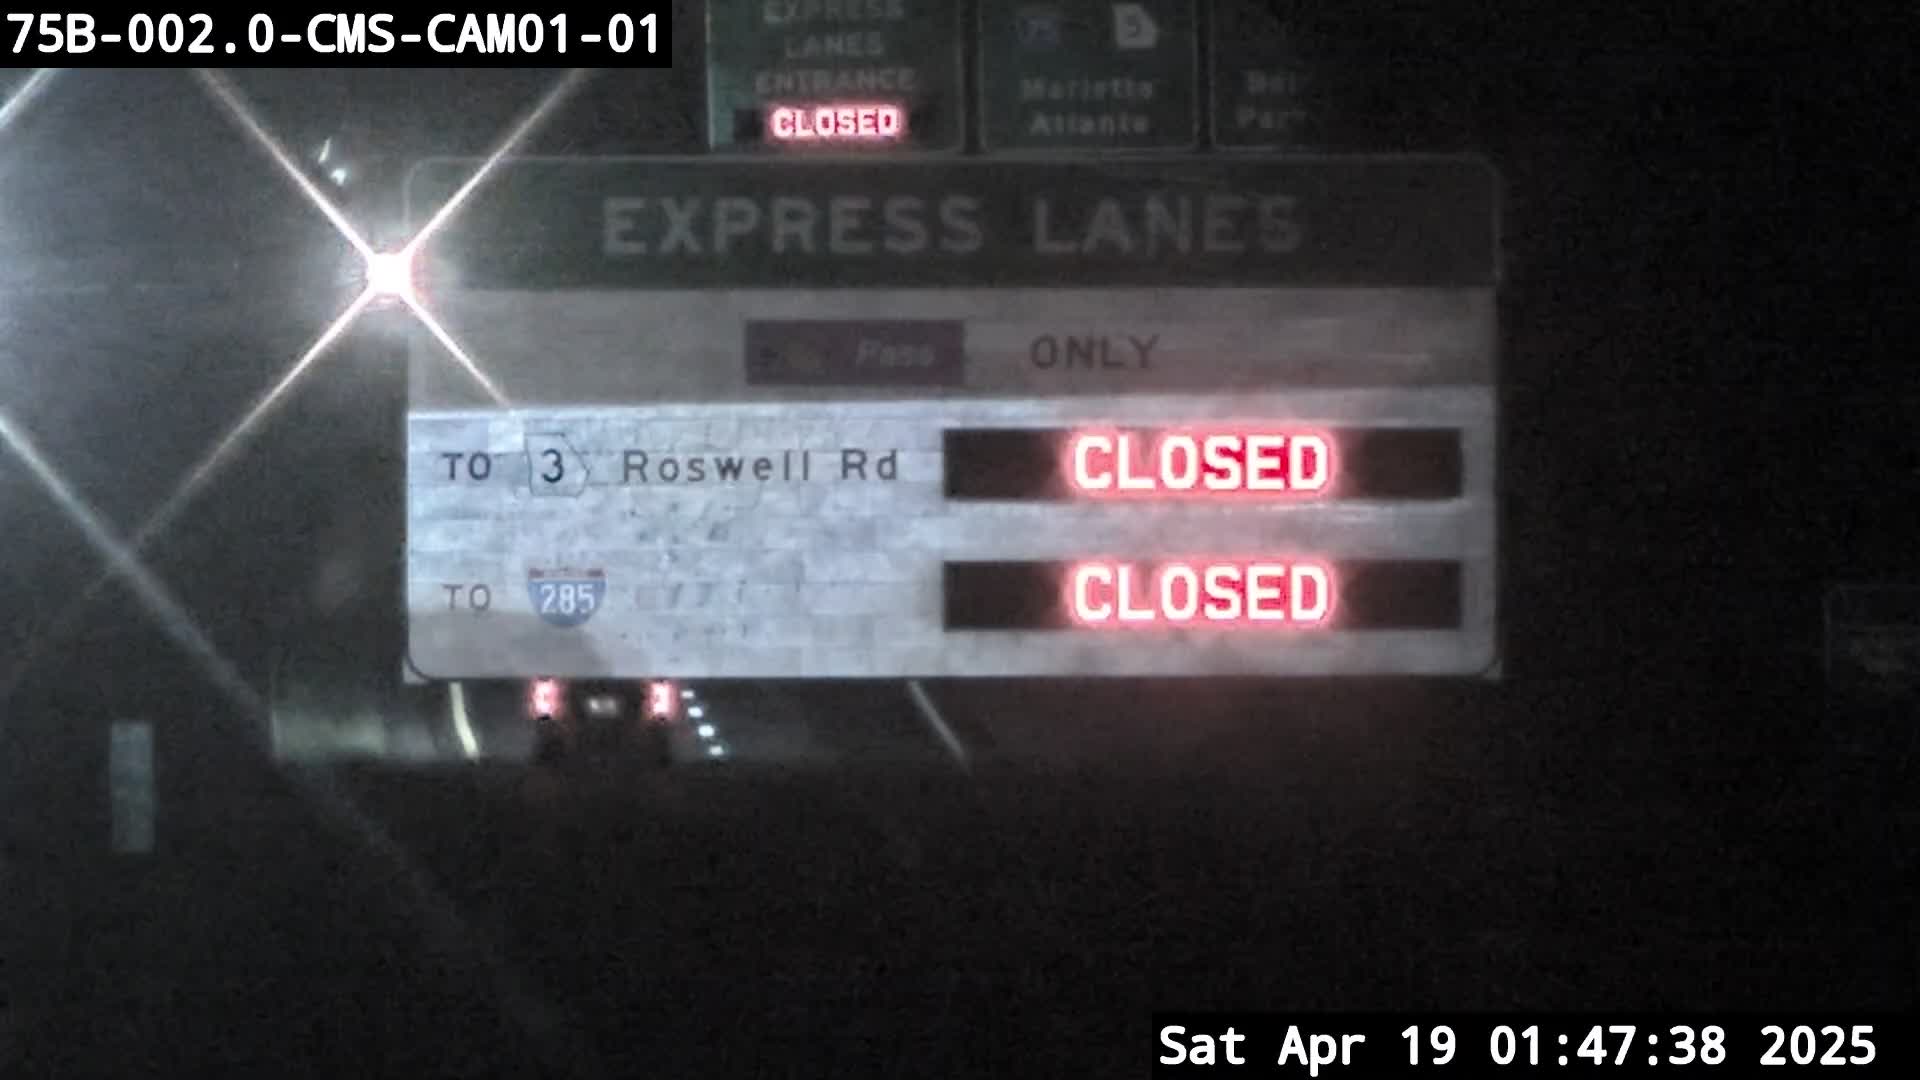 75B-002.0-CMS-CAM01-01
EXPRESS
LANES
ENTRANCE
CLOSED
75
Marietta
Atlanta
EXPRESS LANES
Pass ONLY
TO 3 Roswell Rd CLOSED
TO 285 CLOSED
Sat Apr 19 01:47:38 2025